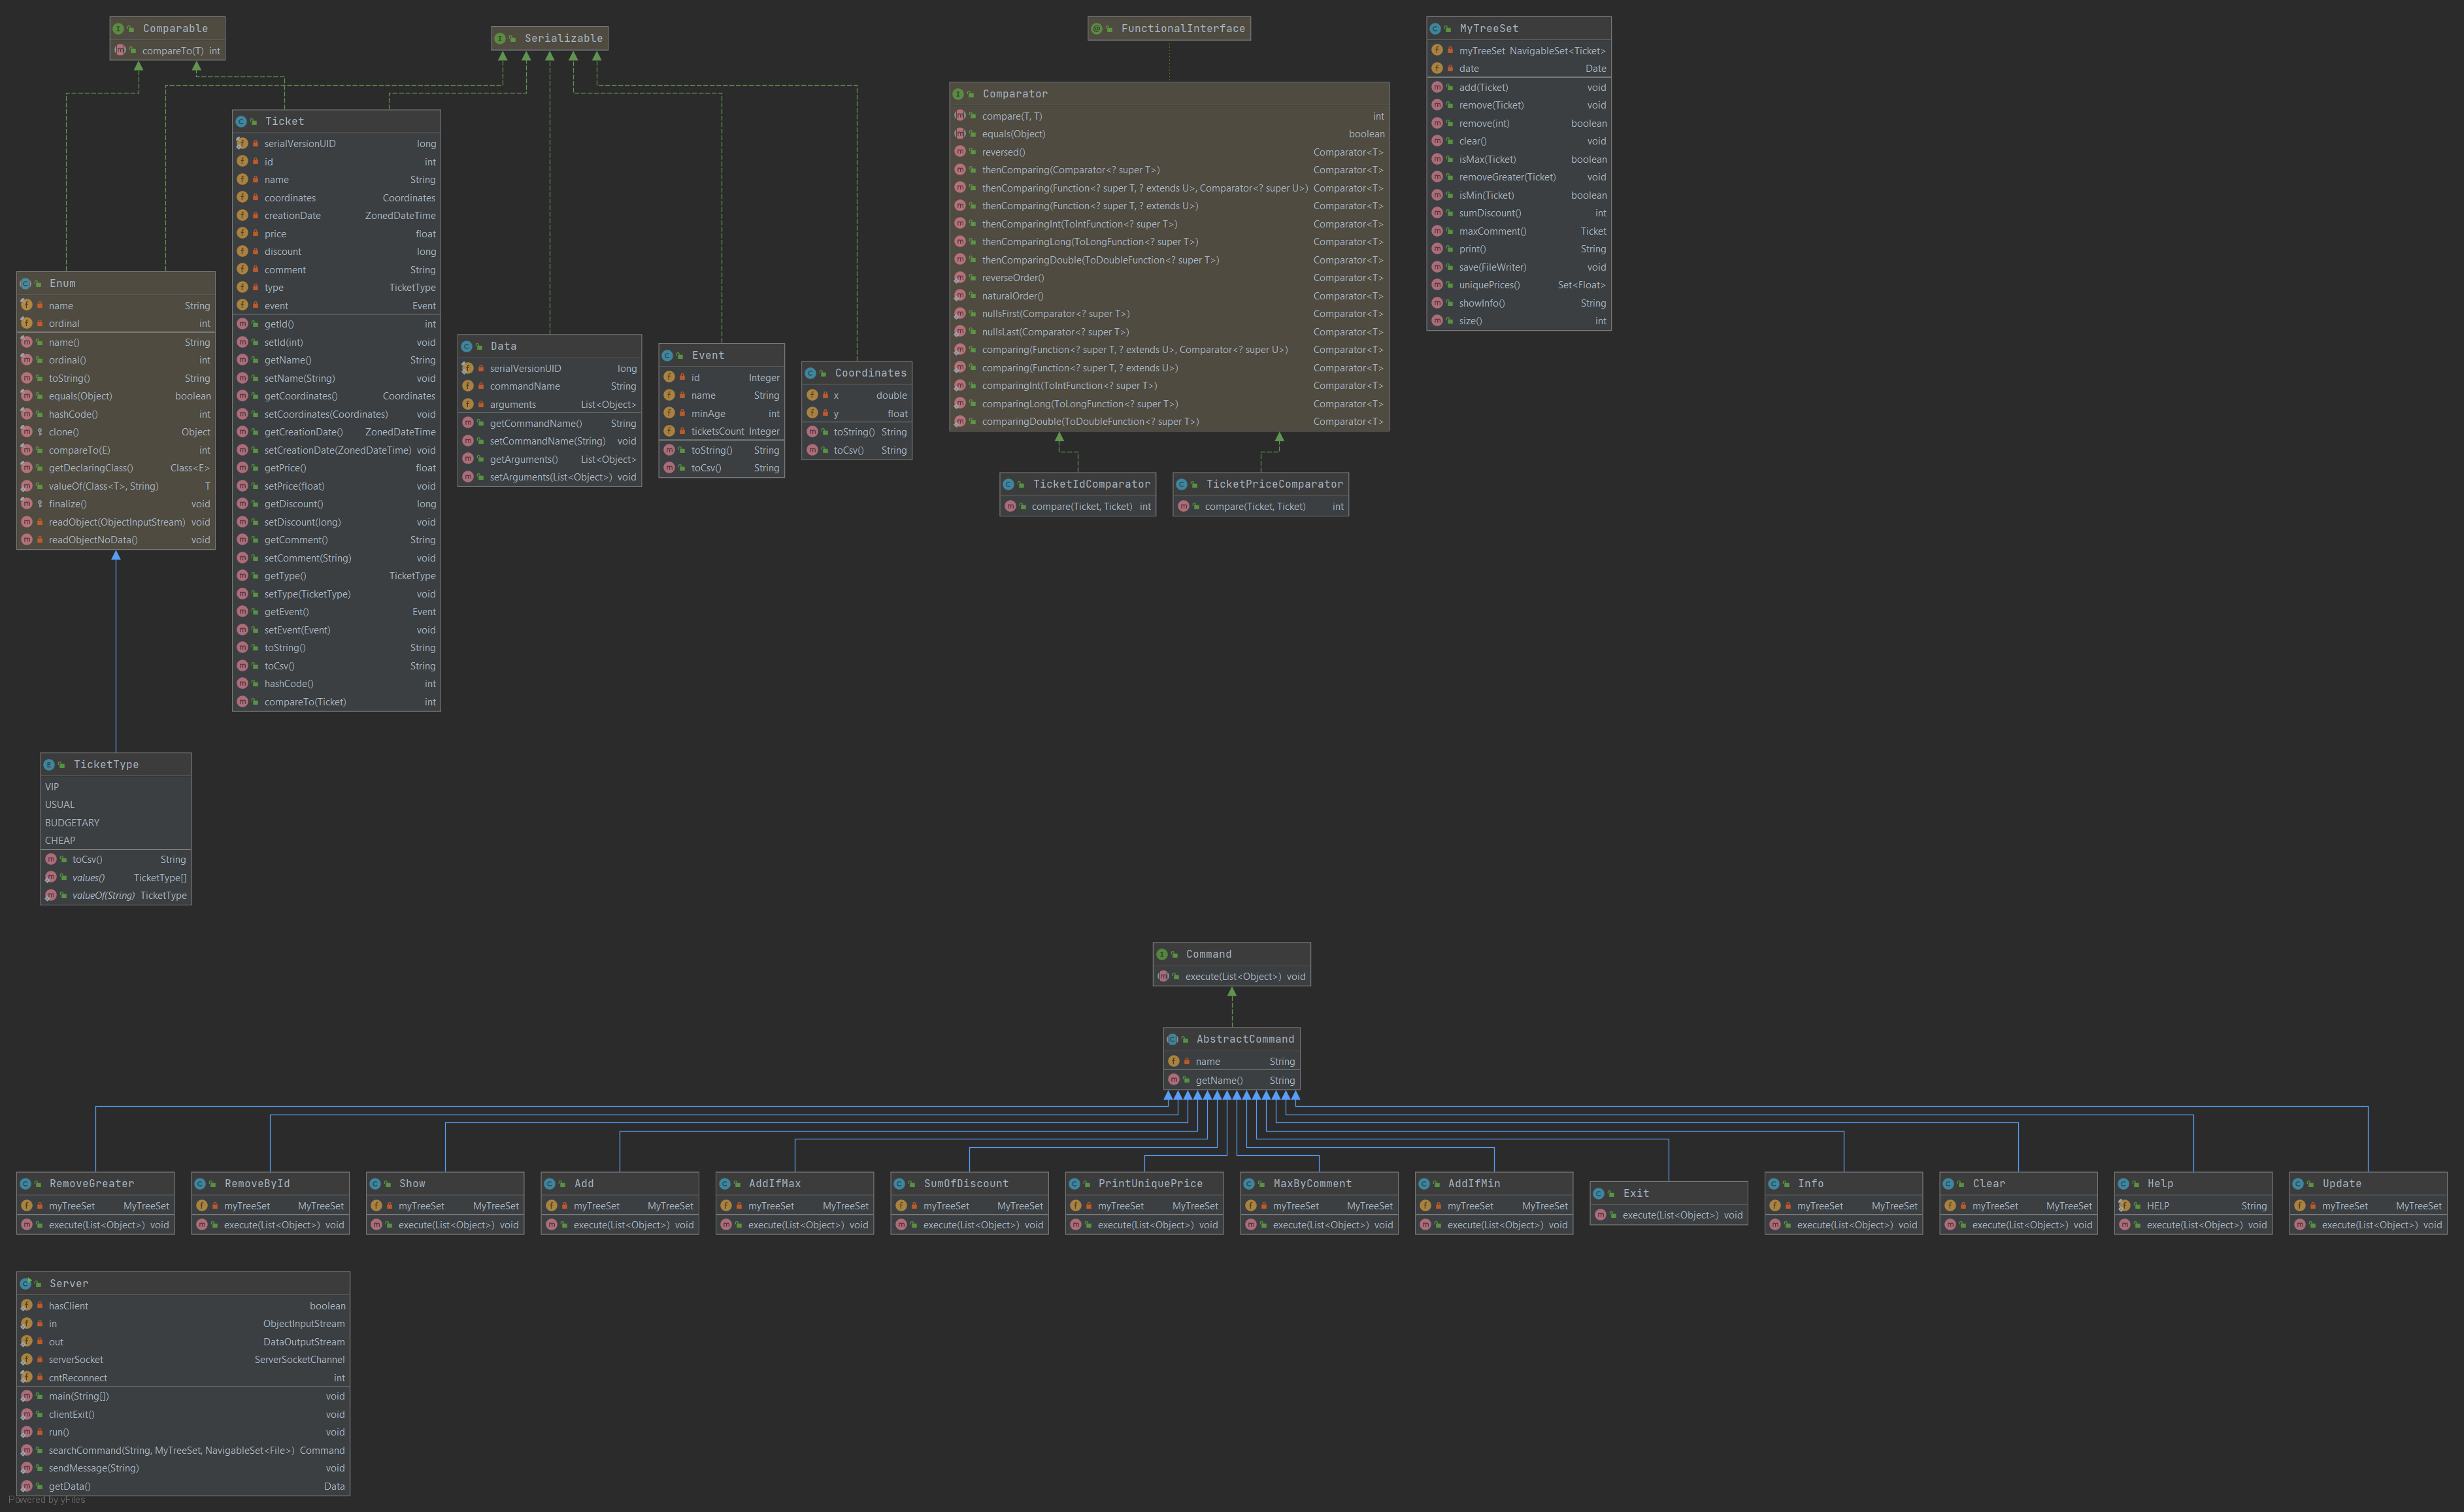 Comparable
compareTo(T) int
Serializable
FunctionalInterface
MyTreeSet
myTreeSet NavigableSet<Ticket>
date Date
add(Ticket) void
remove(Ticket) void
remove(int) boolean
clear() void
isMax(Ticket) boolean
removeGreater(Ticket) void
isMin(Ticket) boolean
sumDiscount() int
maxComment() Ticket
print() String
save(FileWriter) void
uniquePrices() Set<Float>
showInfo() String
size() int
Comparator
compare(T, T) int
equals(Object) boolean
reversed() Comparator<T>
thenComparing(Comparator<? super T>) Comparator<T>
thenComparing(Function<? super T, ? extends U>, Comparator<? super U>) Comparator<T>
thenComparing(Function<? super T, ? extends U>) Comparator<T>
thenComparingInt(ToIntFunction<? super T>) Comparator<T>
thenComparingLong(ToLongFunction<? super T>) Comparator<T>
thenComparingDouble(ToDoubleFunction<? super T>) Comparator<T>
reverseOrder() Comparator<T>
naturalOrder() Comparator<T>
nullsFirst(Comparator<? super T>) Comparator<T>
nullsLast(Comparator<? super T>) Comparator<T>
comparing(Function<? super T, ? extends U>, Comparator<? super U>) Comparator<T>
comparing(Function<? super T, ? extends U>) Comparator<T>
comparingInt(ToIntFunction<? super T>) Comparator<T>
comparingLong(ToLongFunction<? super T>) Comparator<T>
comparingDouble(ToDoubleFunction<? super T>) Comparator<T>
Ticket
serialVersionUID long
id int
name String
coordinates Coordinates
creationDate ZonedDateTime
price float
discount long
comment String
type TicketType
event Event
getId() int
setId(int) void
getName() String
setName(String) void
getCoordinates() Coordinates
setCoordinates(Coordinates) void
getCreationDate() ZonedDateTime
setCreationDate(ZonedDateTime) void
getPrice() float
setPrice(float) void
getDiscount() long
setDiscount(long) void
getComment() String
setComment(String) void
getType() TicketType
setType(TicketType) void
getEvent() Event
setEvent(Event) void
toString() String
toCsv() String
hashCode() int
compareTo(Ticket) int
Enum
name String
ordinal int
name() String
ordinal() int
toString() String
equals(Object) boolean
hashCode() int
clone() Object
compareTo(E) int
getDeclaringClass() Class<E>
valueOf(Class<T>, String) T
finalize() void
readObject(ObjectInputStream) void
readObjectNoData() void
Data
serialVersionUID long
commandName String
arguments List<Object>
getCommandName() String
setCommandName(String) void
getArguments() List<Object>
setArguments(List<Object>) void
Event
id Integer
name String
minAge int
ticketsCount Integer
toString() String
toCsv() String
Coordinates
x double
y float
toString() String
toCsv() String
TicketIdComparator
compare(Ticket, Ticket) int
TicketPriceComparator
compare(Ticket, Ticket) int
TicketType
VIP
USUAL
BUDGETARY
CHEAP
toCsv() String
values() TicketType[]
valueOf(String) TicketType
Command
execute(List<Object>) void
AbstractCommand
name String
getName() String
RemoveGreater
myTreeSet MyTreeSet
execute(List<Object>) void
RemoveById
myTreeSet MyTreeSet
execute(List<Object>) void
Show
myTreeSet MyTreeSet
execute(List<Object>) void
Add
myTreeSet MyTreeSet
execute(List<Object>) void
AddIfMax
myTreeSet MyTreeSet
execute(List<Object>) void
SumOfDiscount
myTreeSet MyTreeSet
execute(List<Object>) void
PrintUniquePrice
myTreeSet MyTreeSet
execute(List<Object>) void
MaxByComment
myTreeSet MyTreeSet
execute(List<Object>) void
AddIfMin
myTreeSet MyTreeSet
execute(List<Object>) void
Exit
execute(List<Object>) void
Info
myTreeSet MyTreeSet
execute(List<Object>) void
Clear
myTreeSet MyTreeSet
execute(List<Object>) void
Help
HELP String
execute(List<Object>) void
Update
myTreeSet MyTreeSet
execute(List<Object>) void
Server
hasClient boolean
in ObjectInputStream
out DataOutputStream
serverSocket ServerSocketChannel
cntReconnect int
main(String[]) void
clientExit() void
run() void
searchCommand(String, MyTreeSet, NavigableSet<File>) Command
sendMessage(String) void
getData() Data
Powered by yFiles